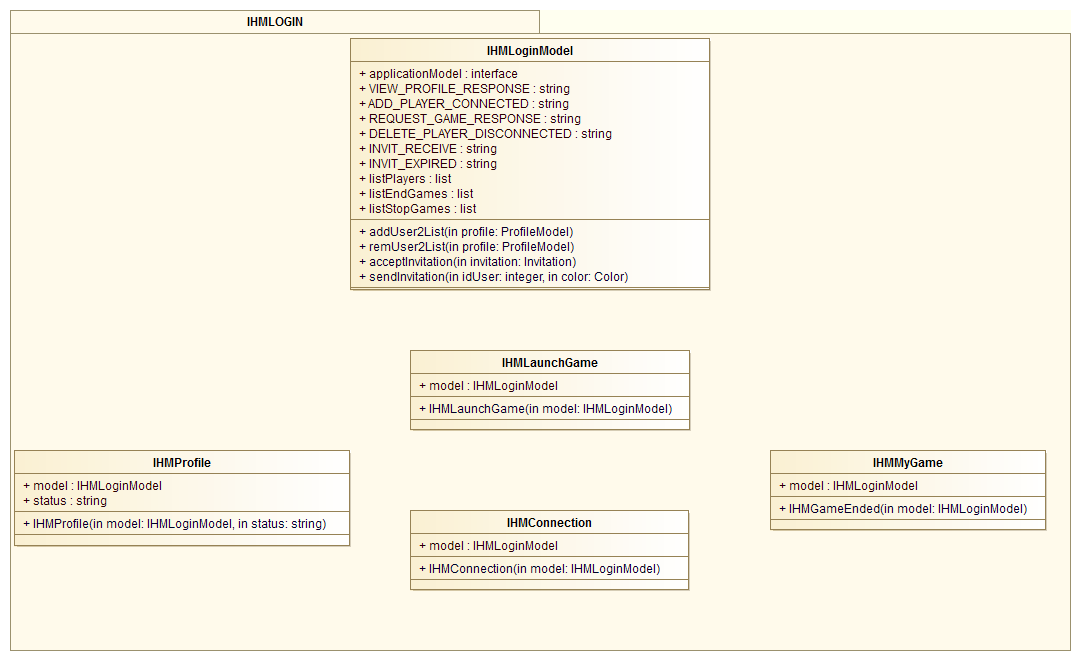 IHMLOGIN
IHMLoginModel
+ applicationModel : interface
+ VIEW_PROFILE_RESPONSE : string
+ ADD_PLAYER_CONNECTED : string
+ REQUEST_GAME_RESPONSE : string
+ DELETE_PLAYER_DISCONNECTED : string
+ INVIT_RECEIVE : string
+ INVIT_EXPIRED : string
+ listPlayers : list
+ listEndGames : list
+ listStopGames : list
+ addUser2List(in profile: ProfileModel)
+ remUser2List(in profile: ProfileModel)
+ acceptInvitation(in invitation: Invitation)
+ sendInvitation(in idUser: integer, in color: Color)
IHMLaunchGame
+ model : IHMLoginModel
+ IHMLaunchGame(in model: IHMLoginModel)
IHMProfile
+ model : IHMLoginModel
+ status : string
+ IHMProfile(in model: IHMLoginModel, in status: string)
IHMMyGame
+ model : IHMLoginModel
+ IHMGameEnded(in model: IHMLoginModel)
IHMConnection
+ model : IHMLoginModel
+ IHMConnection(in model: IHMLoginModel)